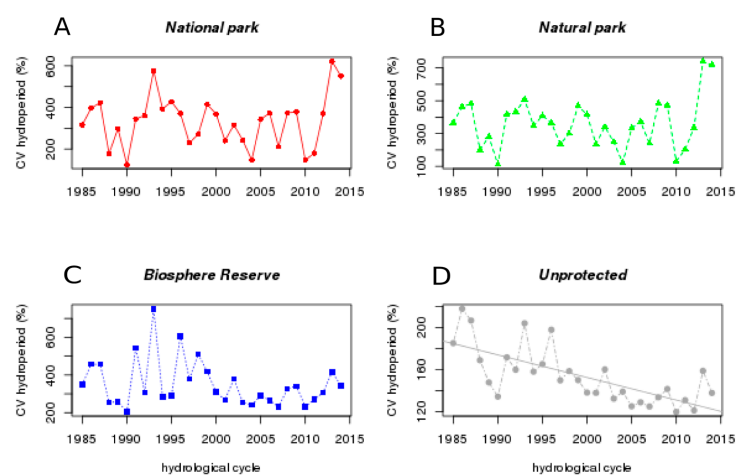 A National park
CV hydroperiod (%)
600
400
200
1985 1990 1995 2000 2005 2010 2015
B Natural park
CV hydroperiod (%)
700
500
300
100
1985 1990 1995 2000 2005 2010 2015
C Biosphere Reserve
CV hydroperiod (%)
600
400
200
1985 1990 1995 2000 2005 2010 2015
hydrological cycle
D Unprotected
CV hydroperiod (%)
200
160
120
1985 1990 1995 2000 2005 2010 2015
hydrological cycle